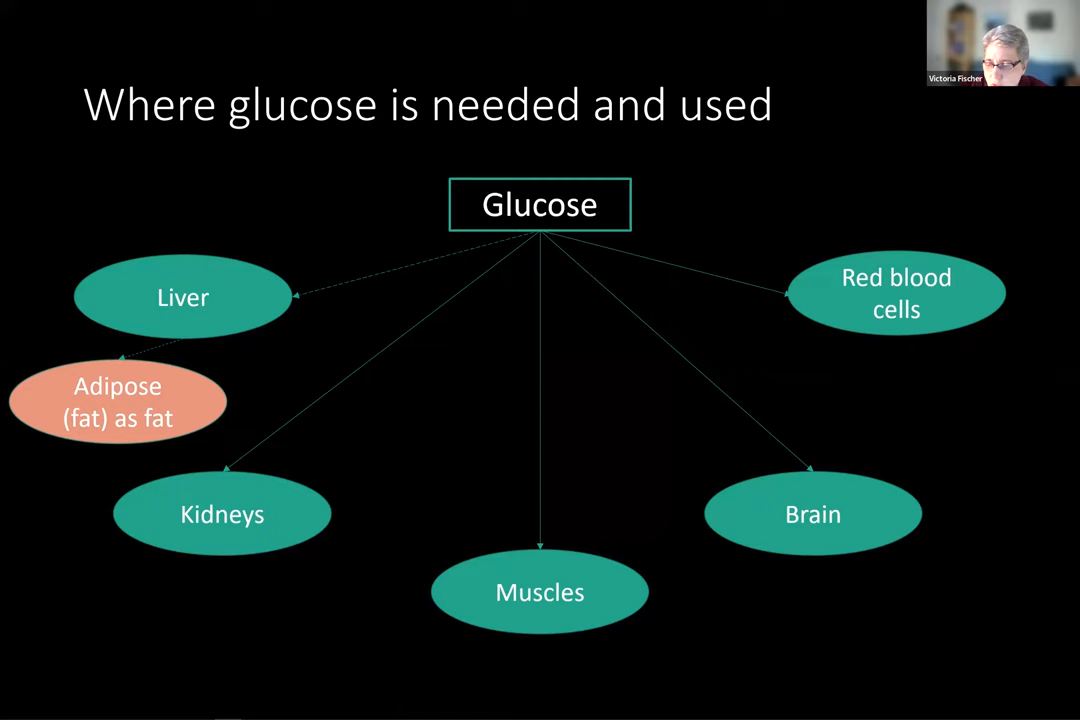 Victoria Fischer
Where glucose is needed and used
Glucose
Liver
Red blood
cells
Adipose
(fat) as fat
Kidneys
Brain
Muscles